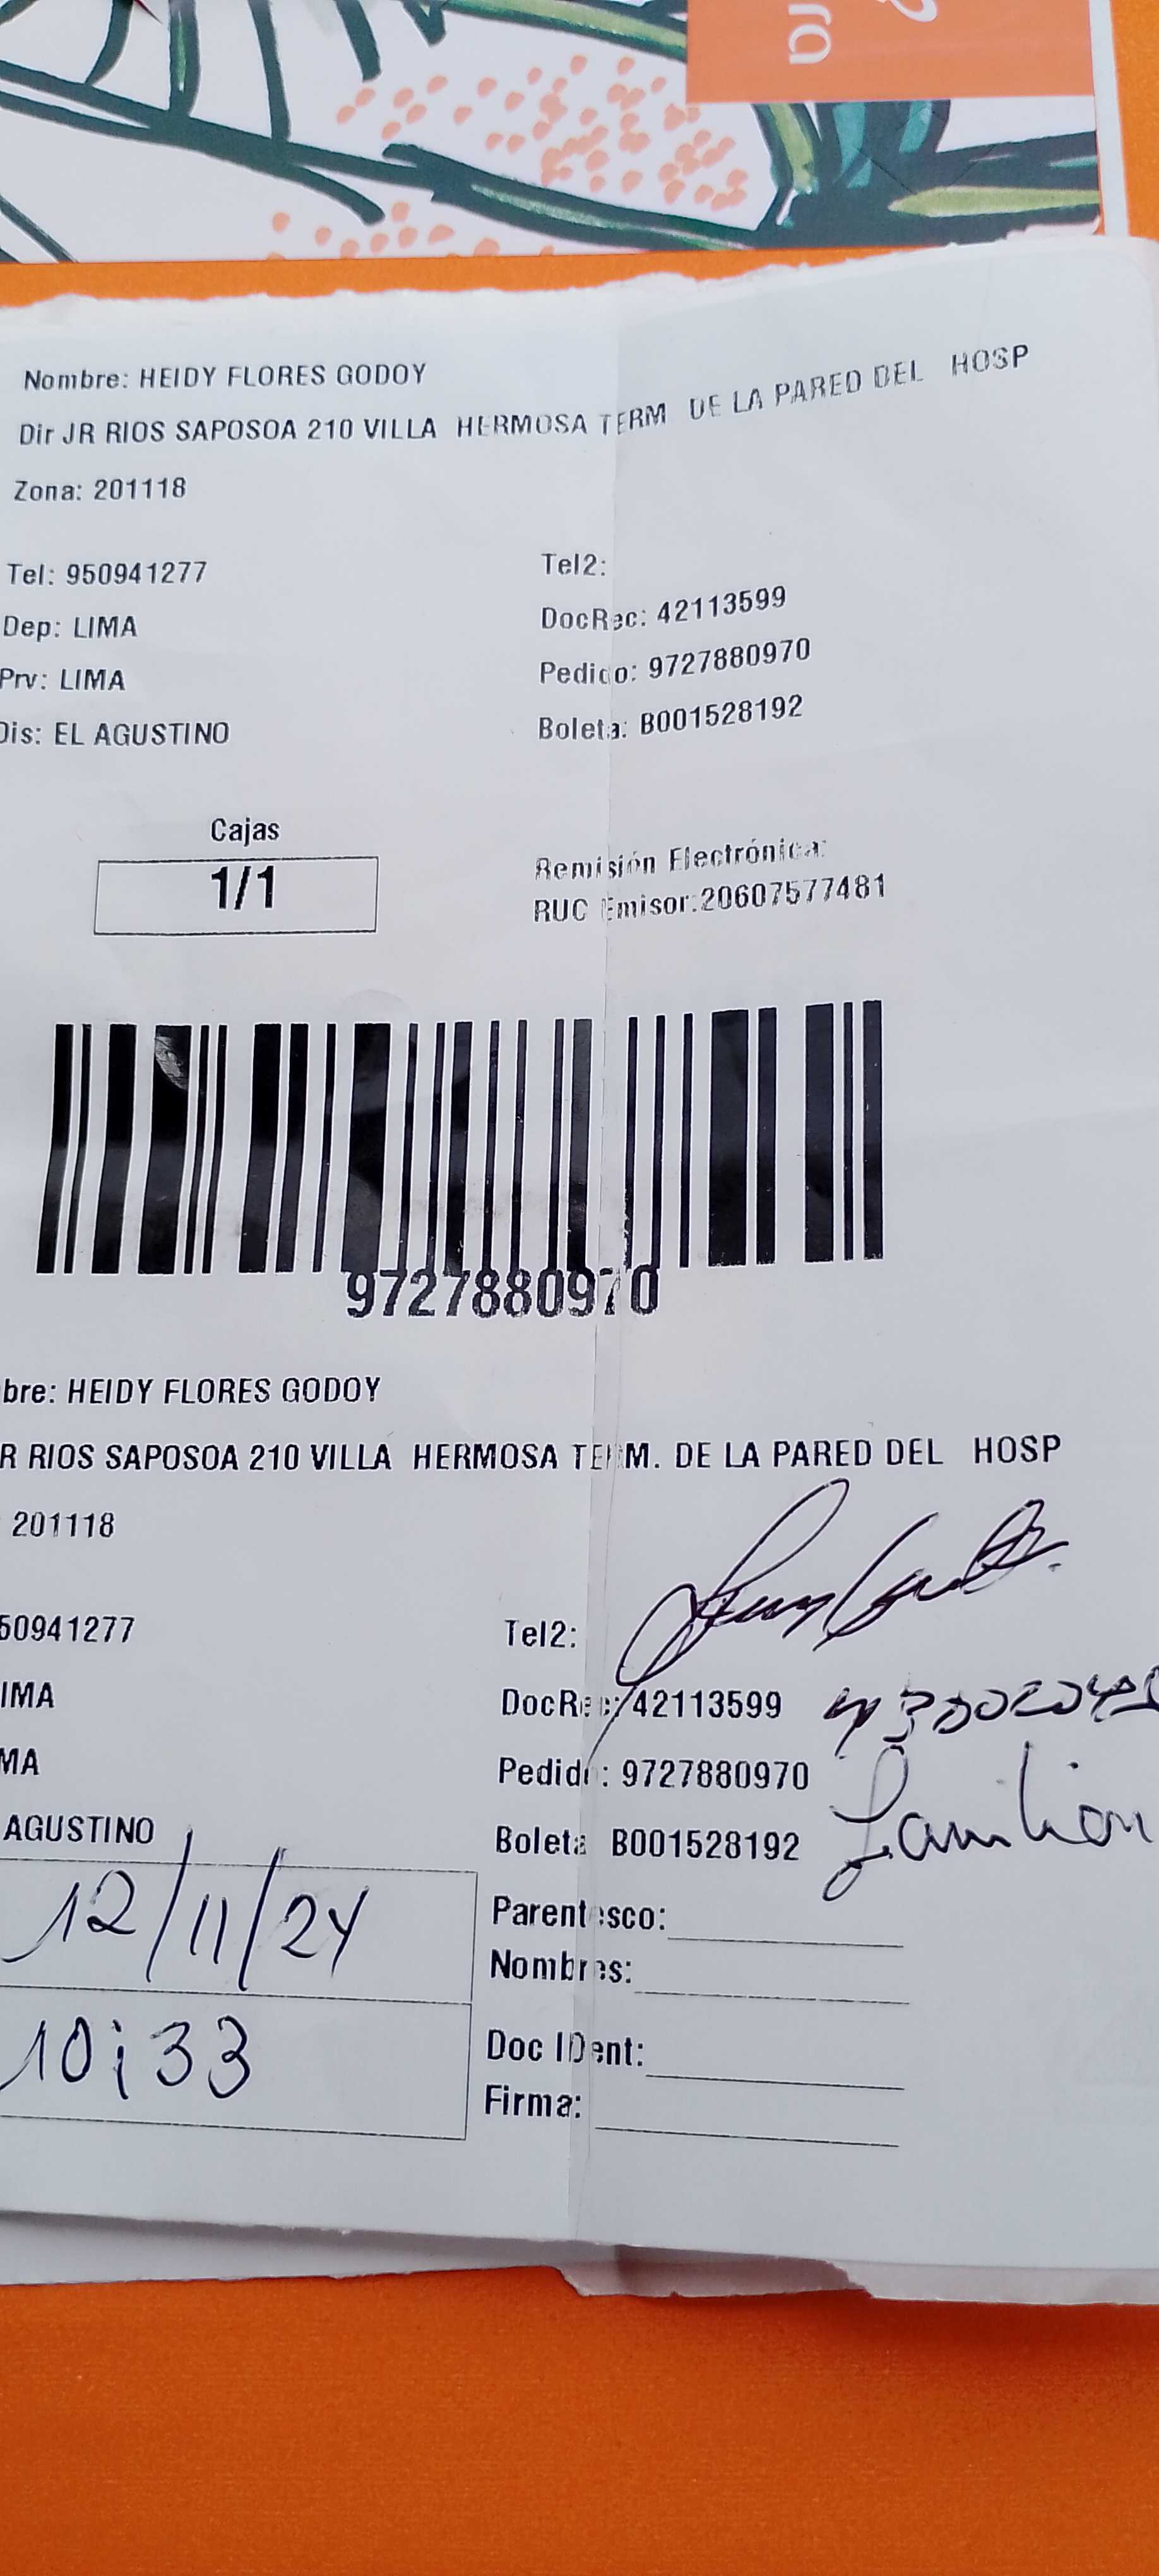 Nombre: HEIDY FLORES GODOY
Dir JR RIOS SAPOSOA 210 VILLA HERMOSA TERM DE LA PARED DEL HOSP
Zona: 201118
Tel: 950941277 Tel2:
Dep: LIMA DocRec: 42113599
Prv: LIMA Pedido: 9727880970
Dis: EL AGUSTINO Boleta: B001528192
Cajas
1/1
Remisión Electrónica:
RUC Emisor:20607577481
9727880970
bre: HEIDY FLORES GODOY
R RIOS SAPOSOA 210 VILLA HERMOSA TERM. DE LA PARED DEL HOSP
201118
50941277 Tel2:
IMA DocRec: 42113599
MA Pedido: 9727880970
AGUSTINO Boleta B001528192
12/11/24 Parentesco:
Nombres:
10:33 Doc IDent:
Firma: